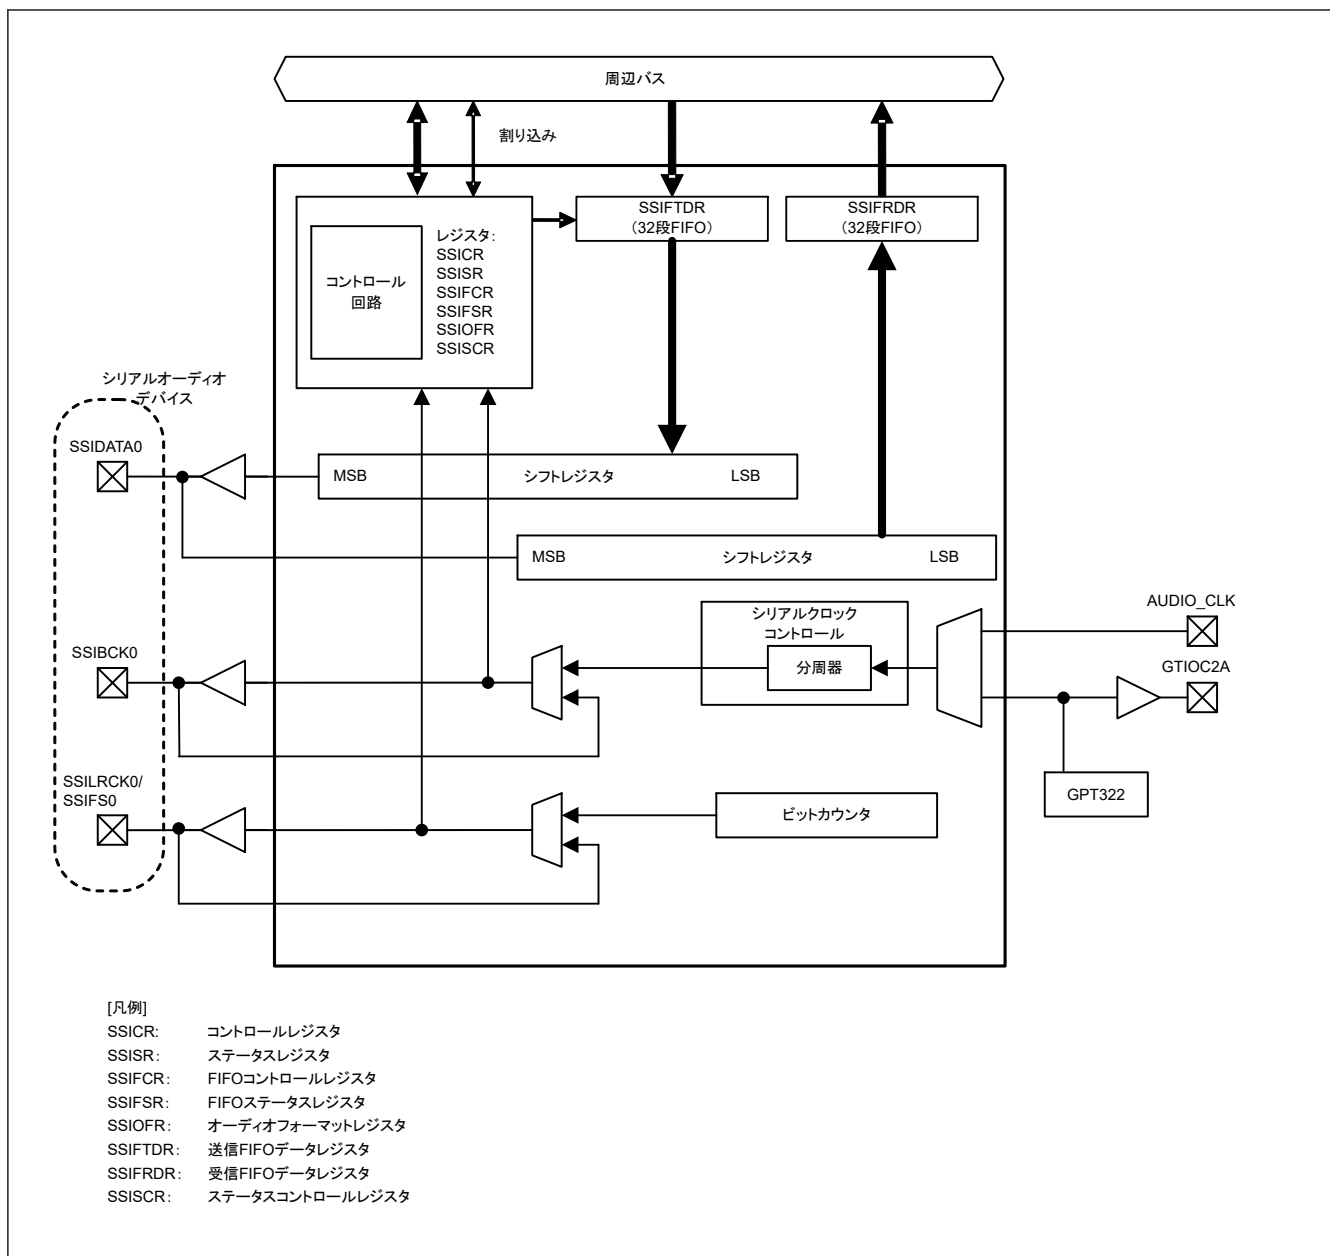 周辺バス
割り込み
SSIFTDR
（32段FIFO）
SSIFRDR
（32段FIFO）
コントロール
回路
レジスタ：
SSICR
SSISR
SSIFCR
SSIFSR
SSIOFR
SSISCR
シリアルオーディオ
デバイス
SSIDATA0
MSB シフトレジスタ LSB
MSB シフトレジスタ LSB
シリアルクロック
コントロール
分周器
AUDIO_CLK
SSIBCK0
GTIOC2A
GPT322
SSILRCK0/
SSIFS0
ビットカウンタ
[凡例]
SSICR： コントロールレジスタ
SSISR： ステータスレジスタ
SSIFCR： FIFOコントロールレジスタ
SSIFSR： FIFOステータスレジスタ
SSIOFR： オーディオフォーマットレジスタ
SSIFTDR： 送信FIFOデータレジスタ
SSIFRDR： 受信FIFOデータレジスタ
SSISCR： ステータスコントロールレジスタ